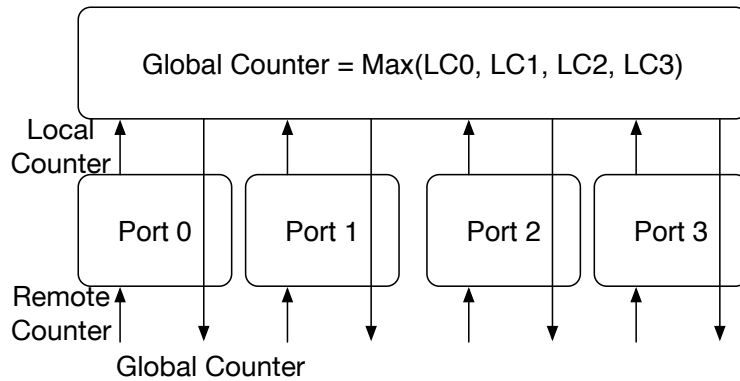 Global Counter = Max(LC0, LC1, LC2, LC3)
Local
Counter
Port 0
Port 1
Port 2
Port 3
Remote
Counter
Global Counter